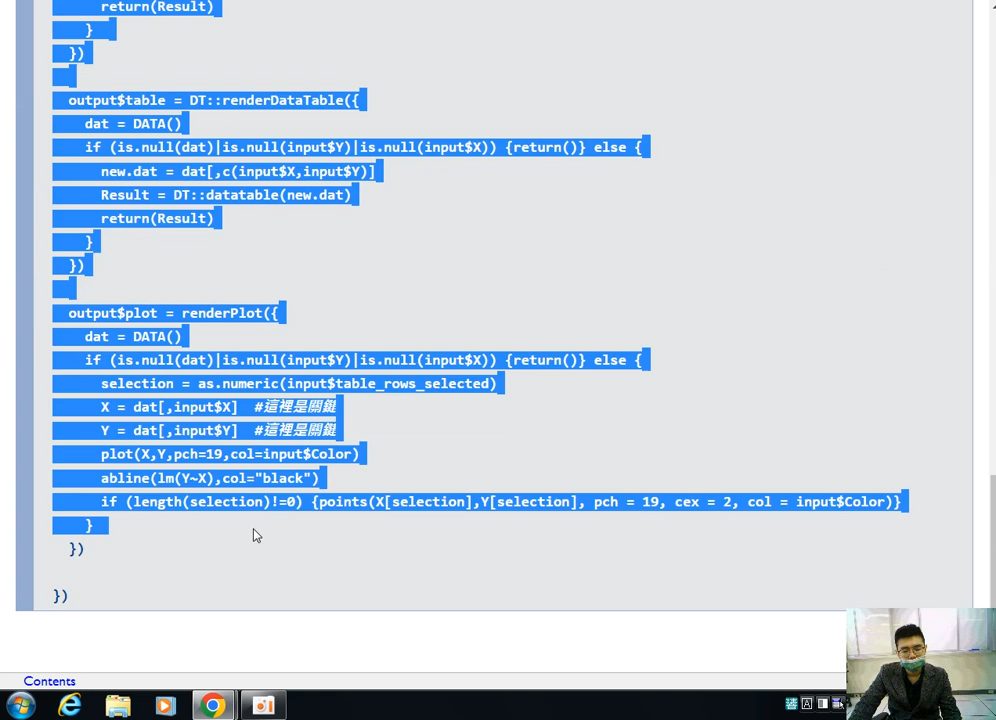 return(Result)
}
})
output$table = DT::renderDataTable({
dat = DATA()
if (is.null(dat)|is.null(input$Y)|is.null(input$X)) {return()} else {
new.dat = dat[,c(input$X,input$Y)]
Result = DT::datatable(new.dat)
return(Result)
}
})
output$plot = renderPlot({
dat = DATA()
if (is.null(dat)|is.null(input$Y)|is.null(input$X)) {return()} else {
selection = as.numeric(input$table_rows_selected)
X = dat[,input$X]  #這裡是關鍵
Y = dat[,input$Y]  #這裡是關鍵
plot(X,Y,pch=19,col=input$Color)
abline(lm(Y~X),col="black")
if (length(selection)!=0) {points(X[selection],Y[selection], pch = 19, cex = 2, col = input$Color)}
}
})
})
Contents